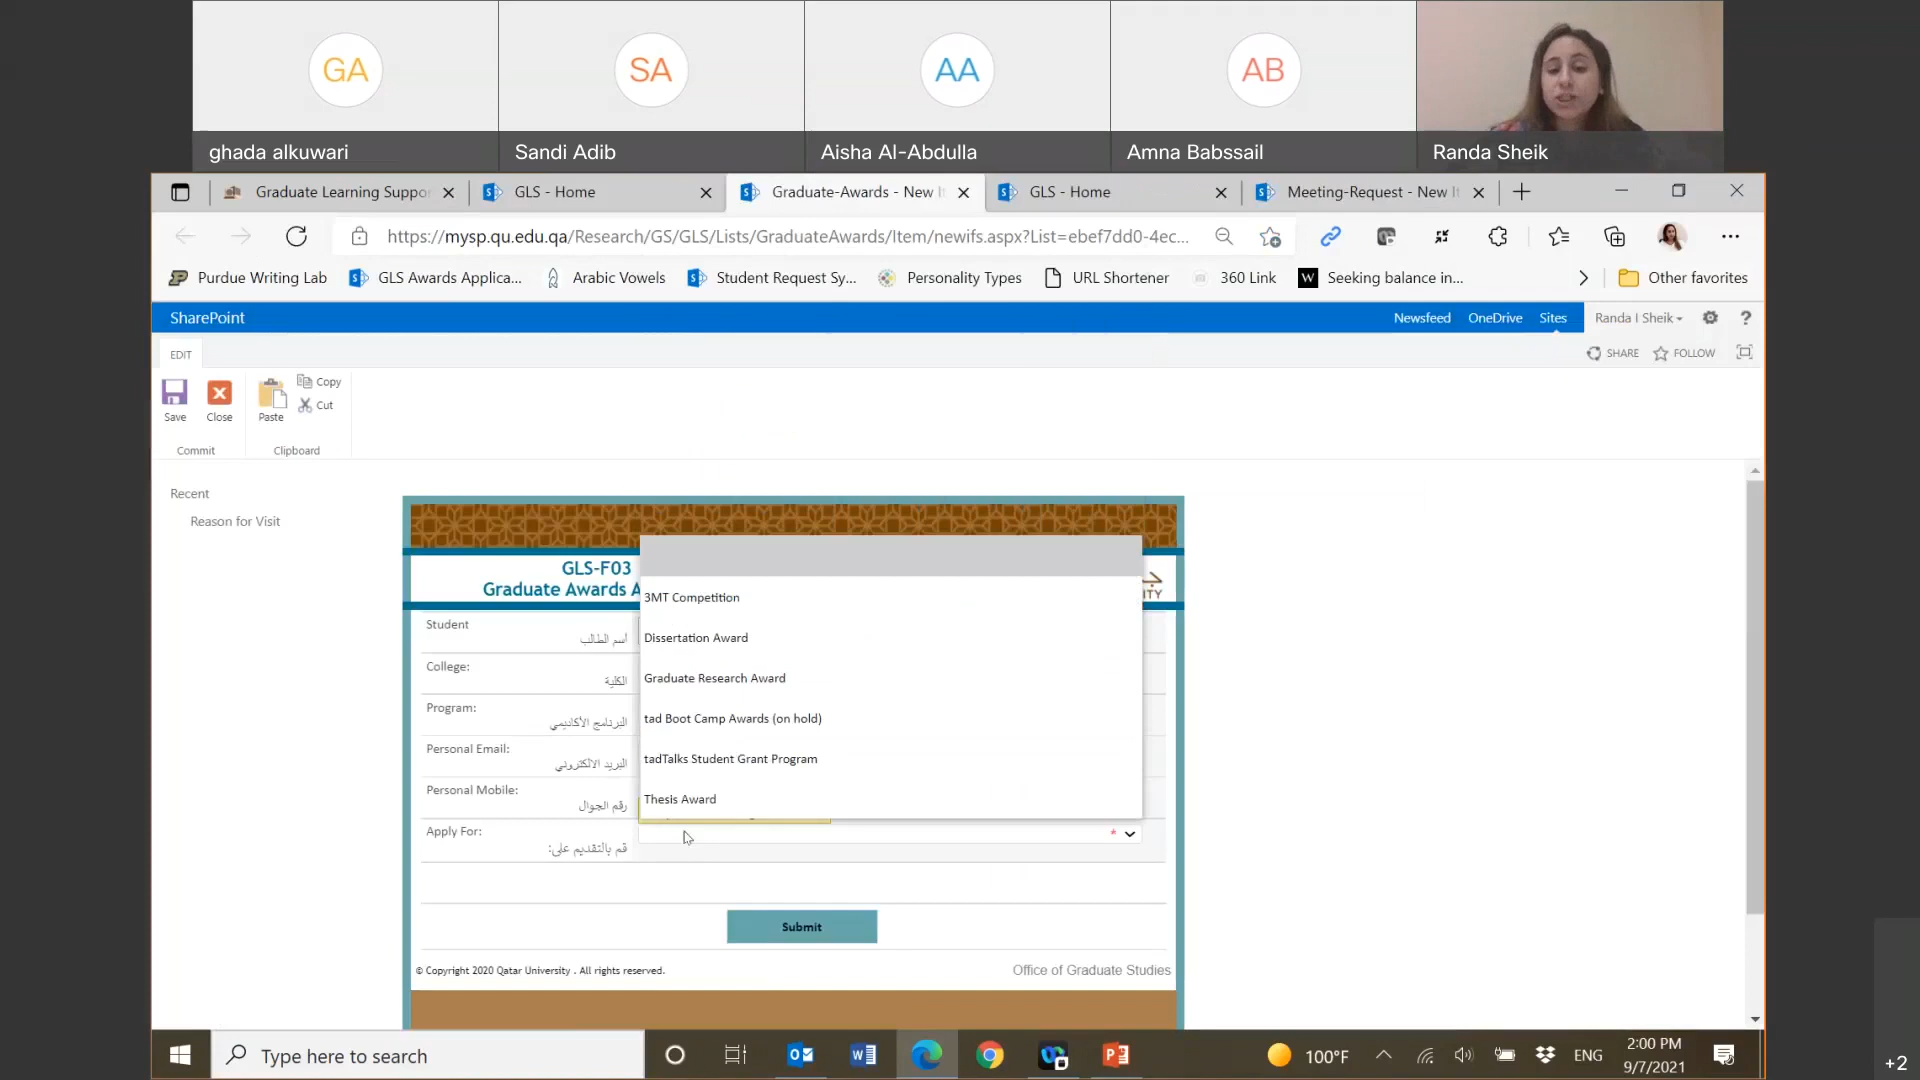 GA
SA
AA
AB
ghada alkuwari
Sandi Adib
Aisha Al-Abdulla
Amna Babssail
Randa Sheik
Graduate Learning Suppo
GLS - Home
Graduate-Awards - New It
GLS - Home
Meeting-Request - New It
https://mysp.qu.edu.qa/Research/GS/GLS/Lists/GraduateAwards/Item/newifs.aspx?List=ebef7dd0-4ec...
Purdue Writing Lab
GLS Awards Applica...
Arabic Vowels
Student Request Sy...
Personality Types
URL Shortener
360 Link
W
Seeking balance in...
Other favorites
SharePoint
Newsfeed
OneDrive
Sites
Randa I Sheik
?
EDIT
SHARE
FOLLOW
Save
Close
Paste
Copy
Cut
Commit
Clipboard
Recent
Reason for Visit
GLS-F03
Graduate Awards A
ITY
3MT Competition
Dissertation Award
Graduate Research Award
tad Boot Camp Awards (on hold)
tadTalks Student Grant Program
Thesis Award
Student
أسم الطالب
College:
الكلية
Program:
البرنامج الأكاديمي
Personal Email:
البريد الالكتروني
Personal Mobile:
رقم الجوال
Apply For:
قم بالتقديم على:
*
Submit
© Copyright 2020 Qatar University . All rights reserved.
Office of Graduate Studies
Type here to search
100°F
ENG
2:00 PM
9/7/2021
+2